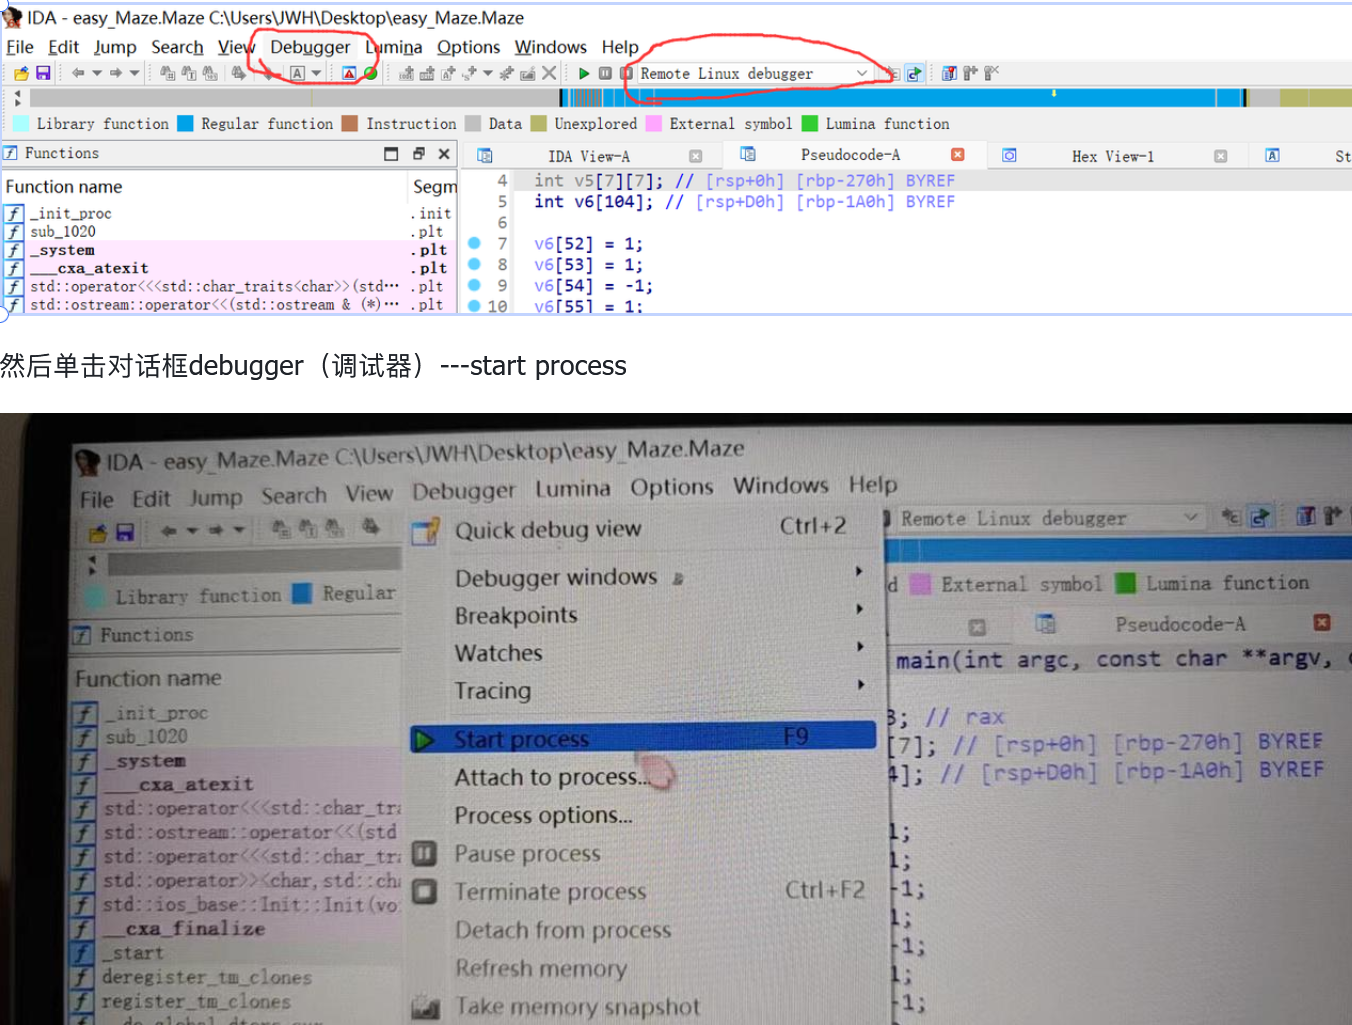 IDA - easy_Maze.Maze C:\Users\JWH\Desktop\easy_Maze.Maze
File Edit Jump Search View Debugger Lumina Options Windows Help
Remote Linux debugger
Library function Regular function Instruction Data Unexplored External symbol Lumina function
Functions
IDA View-A Pseudocode-A Hex View-1
Function name Segm
_init_proc .init
sub_1020 .plt
_system .plt
___cxa_atexit .plt
std::operator<<<std::char_traits<char>>(std··· .plt
std::ostream::operator<<(std::ostream & (*)··· .plt
4 int v5[7][7]; // [rsp+0h] [rbp-270h] BYREF
5 int v6[104]; // [rsp+D0h] [rbp-1A0h] BYREF
6
7 v6[52] = 1;
8 v6[53] = 1;
9 v6[54] = -1;
10 v6[55] = 1;
然后单击对话框debugger（调试器）---start process
IDA - easy_Maze.Maze C:\Users\JWH\Desktop\easy_Maze.Maze
File Edit Jump Search View Debugger Lumina Options Windows Help
Remote Linux debugger
Library function Regular
d External symbol Lumina function
Functions
Pseudocode-A
Function name
_init_proc
sub_1020
_system
___cxa_atexit
std::operator<<<std::char_tra
std::ostream::operator<<(std
std::operator<<<std::char_tra
std::operator>><char,std::cha
std::ios_base::Init::Init(vo
__cxa_finalize
_start
deregister_tm_clones
register_tm_clones
Quick debug view Ctrl+2
Debugger windows
Breakpoints
Watches
Tracing
Start process F9
Attach to process...
Process options...
Pause process
Terminate process Ctrl+F2
Detach from process
Refresh memory
Take memory snapshot
main(int argc, const char **argv,
3; // rax
[7]; // [rsp+0h] [rbp-270h] BYREF
4]; // [rsp+D0h] [rbp-1A0h] BYREF
1;
1;
-1;
1;
-1;
1;
-1;